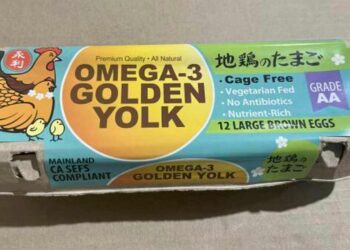 永利
Premium Quality • All Natural
OMEGA-3
GOLDEN
YOLK
地鶏のたまご
• Cage Free
• Vegetarian Fed
• No Antibiotics
• Nutrient-Rich
GRADE
AA
12 LARGE BROWN EGGS
MAINLAND
CA SEFS
COMPLIANT
OMEGA-3
GOLDEN YOLK
地鶏
のたまご